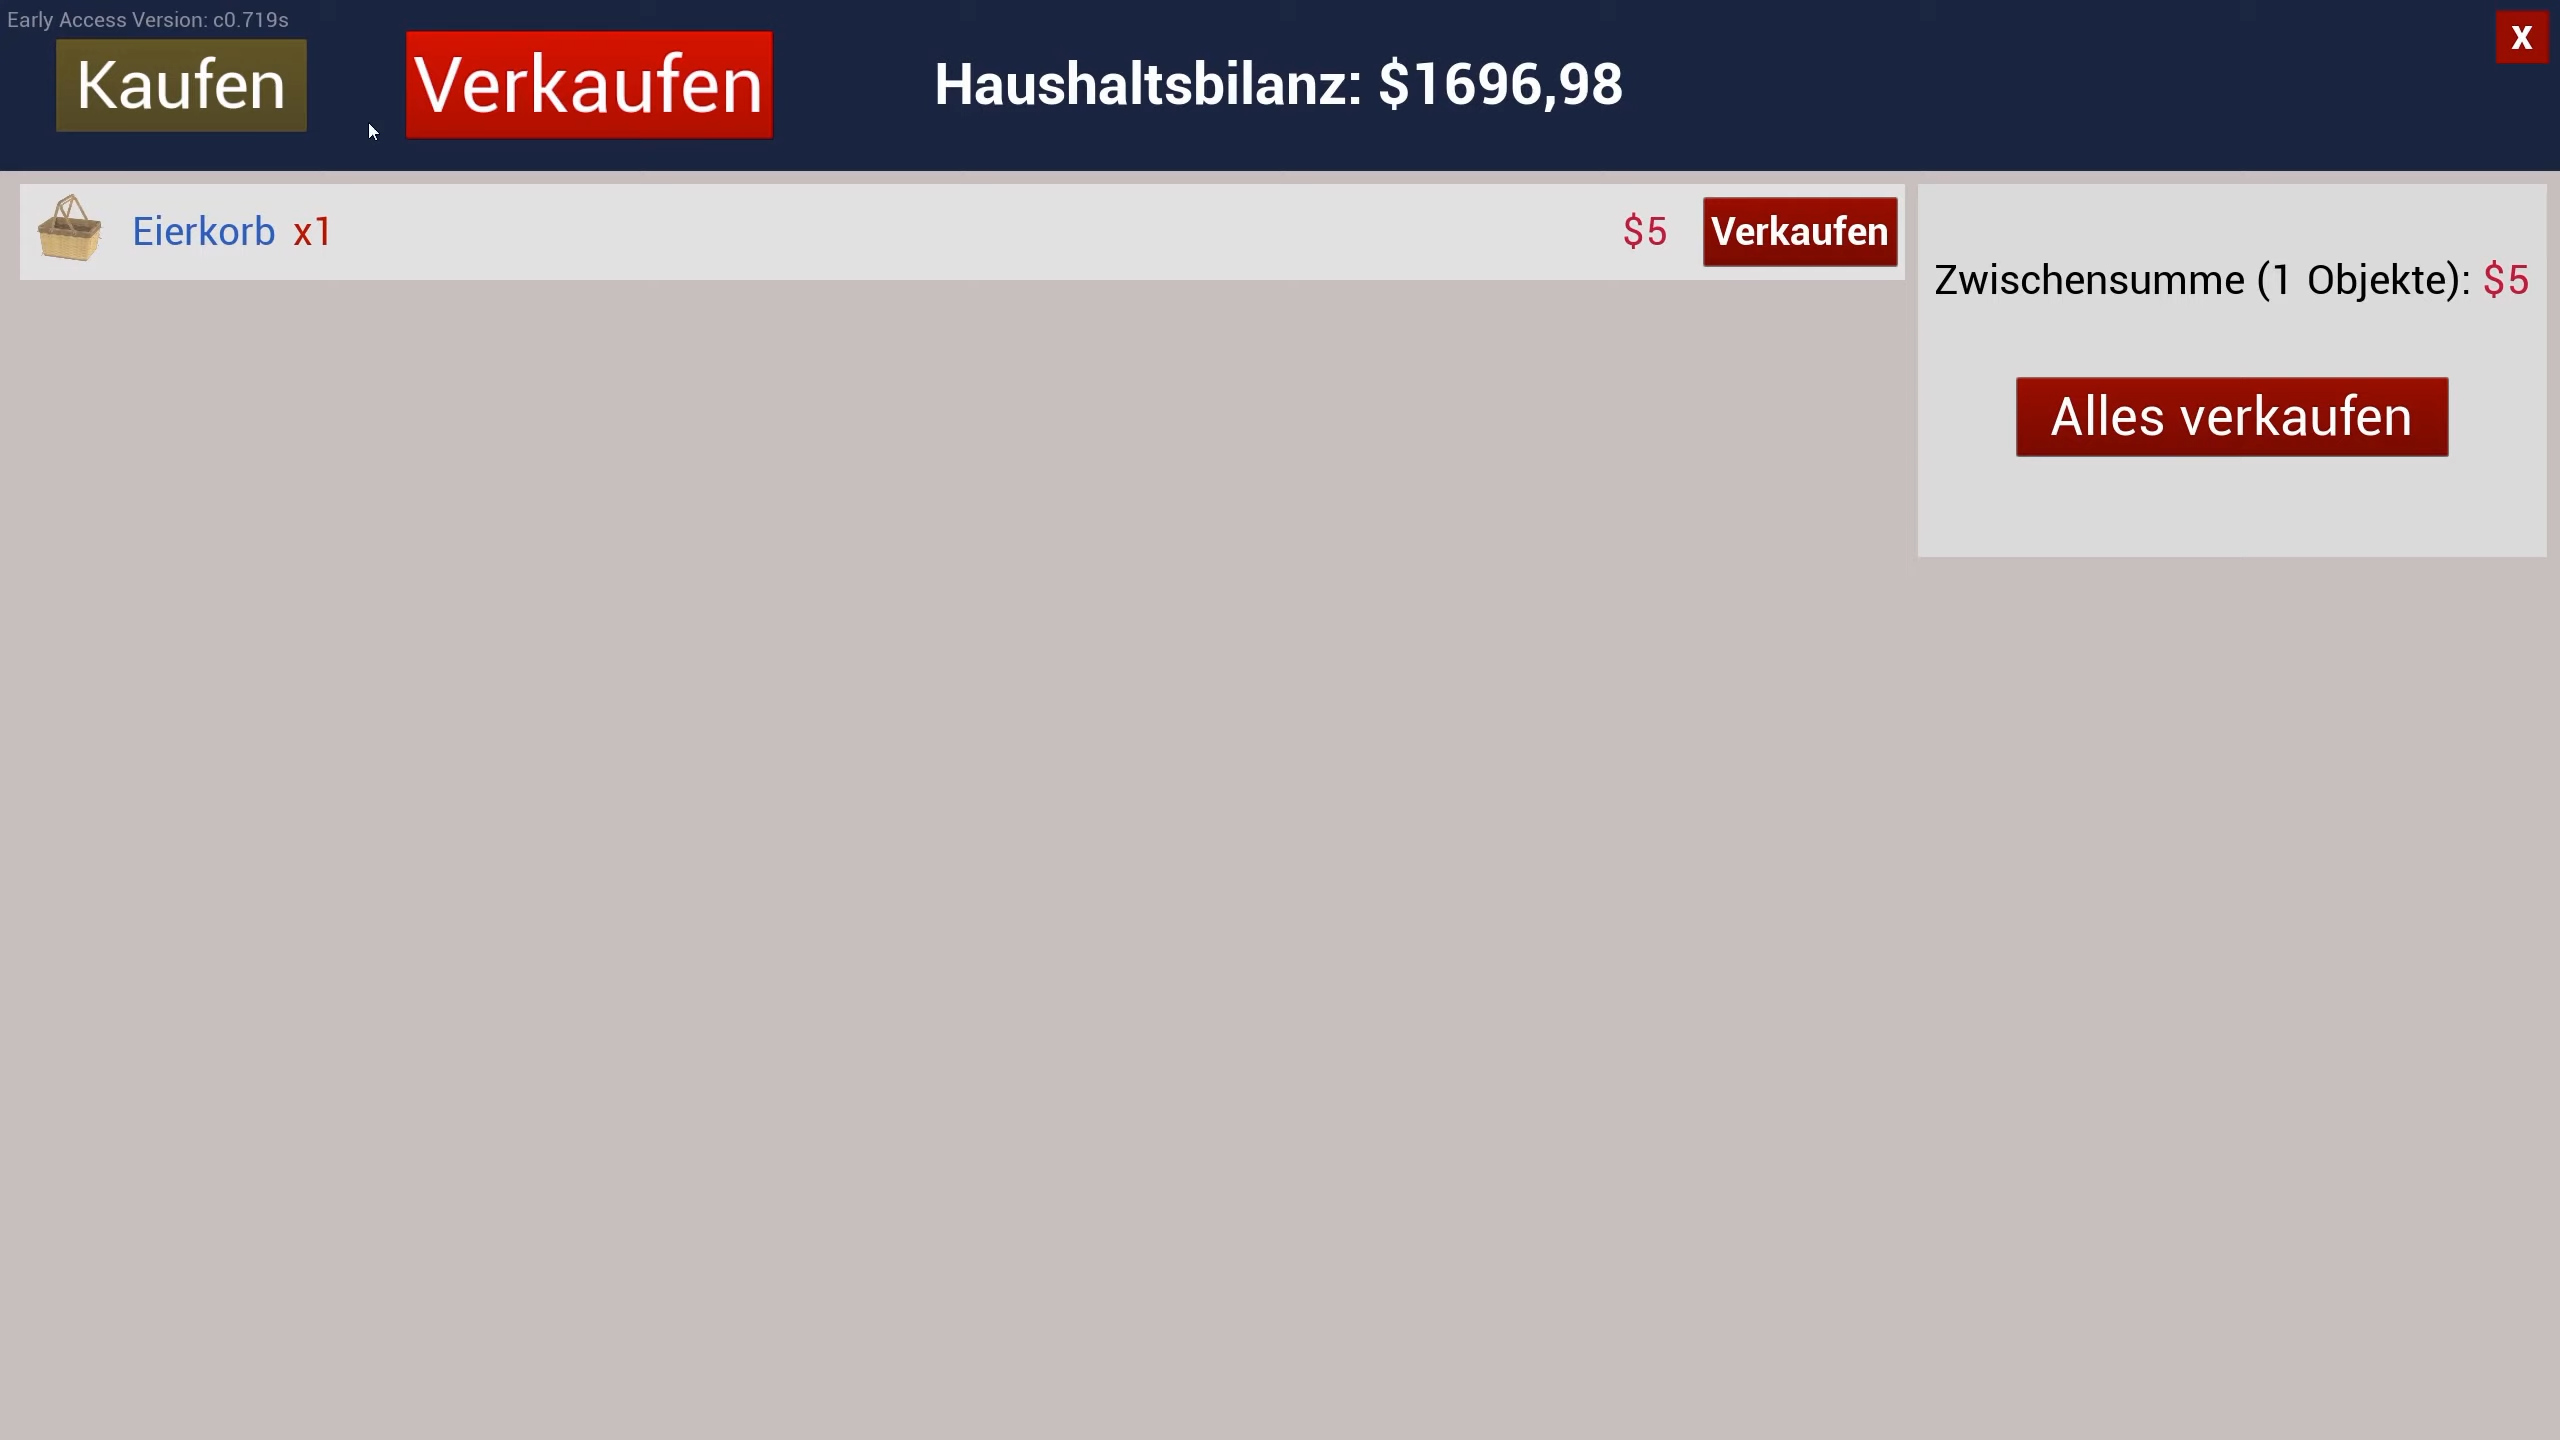 Early Access Version: c0.719s
Kaufen
Verkaufen
Haushaltsbilanz: $1696,98
X
Eierkorb x1
$5
Verkaufen
Zwischensumme (1 Objekte): $5
Alles verkaufen